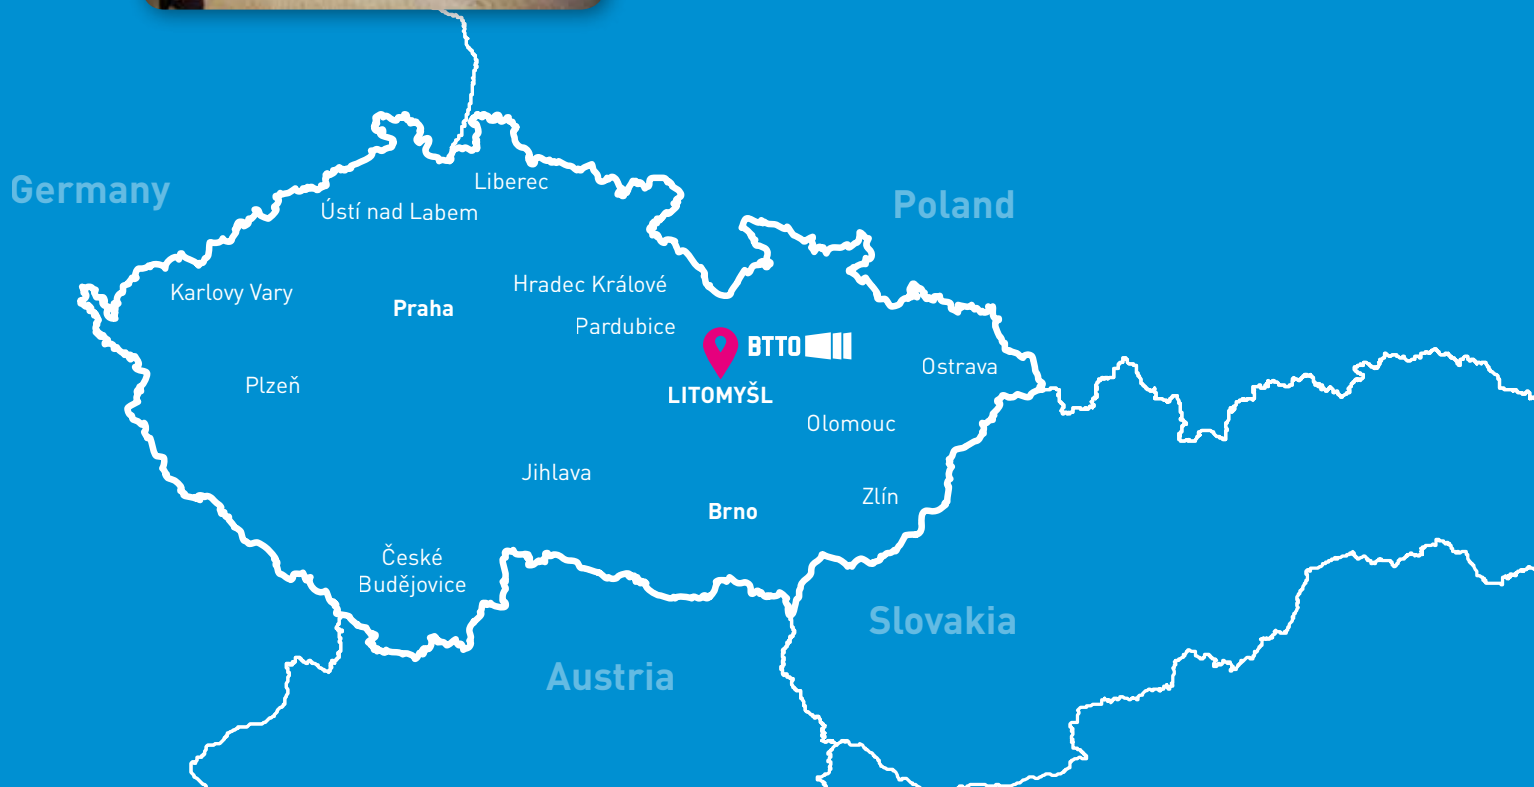 Liberec
Germany
Poland
Ústí nad Labem
Karlovy Vary
Hradec Králové
Praha
Pardubice
BTTO
Ostrava
Plzeň
LITOMYŠL
Olomouc
Jihlava
Zlín
Brno
České
Budějovice
Slovakia
Austria